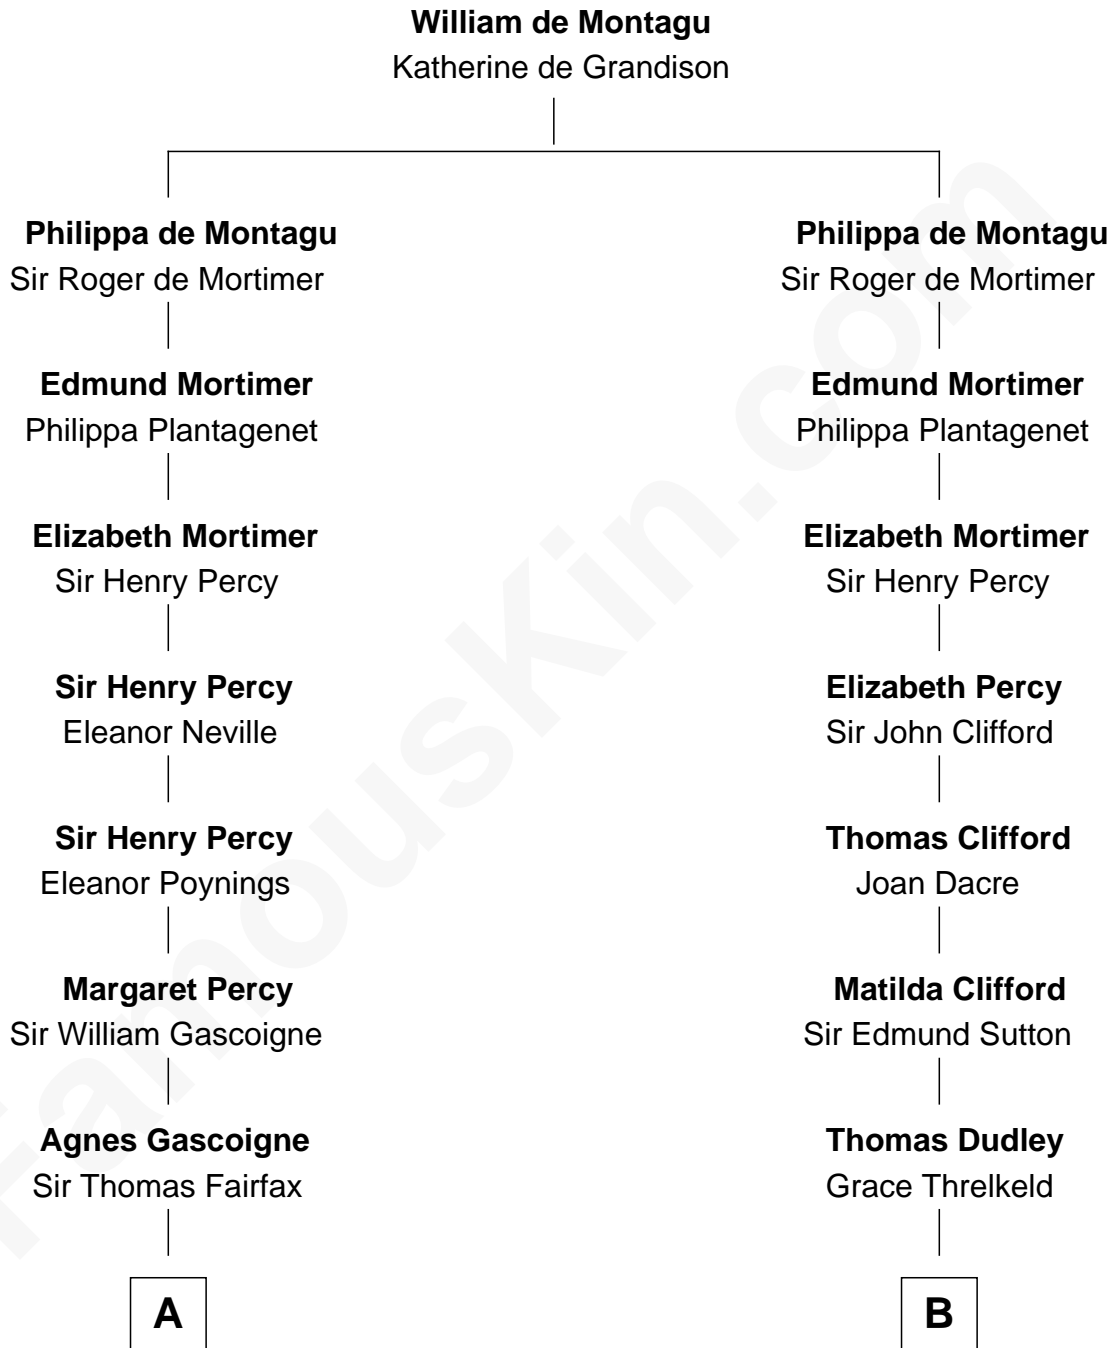 William de Montagu
Katherine de Grandison
Philippa de Montagu
Sir Roger de Mortimer
Edmund Mortimer
Philippa Plantagenet
Elizabeth Mortimer
Sir Henry Percy
Sir Henry Percy
Eleanor Neville
Sir Henry Percy
Eleanor Poynings
Margaret Percy
Sir William Gascoigne
Agnes Gascoigne
Sir Thomas Fairfax
A
Philippa de Montagu
Sir Roger de Mortimer
Edmund Mortimer
Philippa Plantagenet
Elizabeth Mortimer
Sir Henry Percy
Elizabeth Percy
Sir John Clifford
Thomas Clifford
Joan Dacre
Matilda Clifford
Sir Edmund Sutton
Thomas Dudley
Grace Threlkeld
B
FamousKin.com